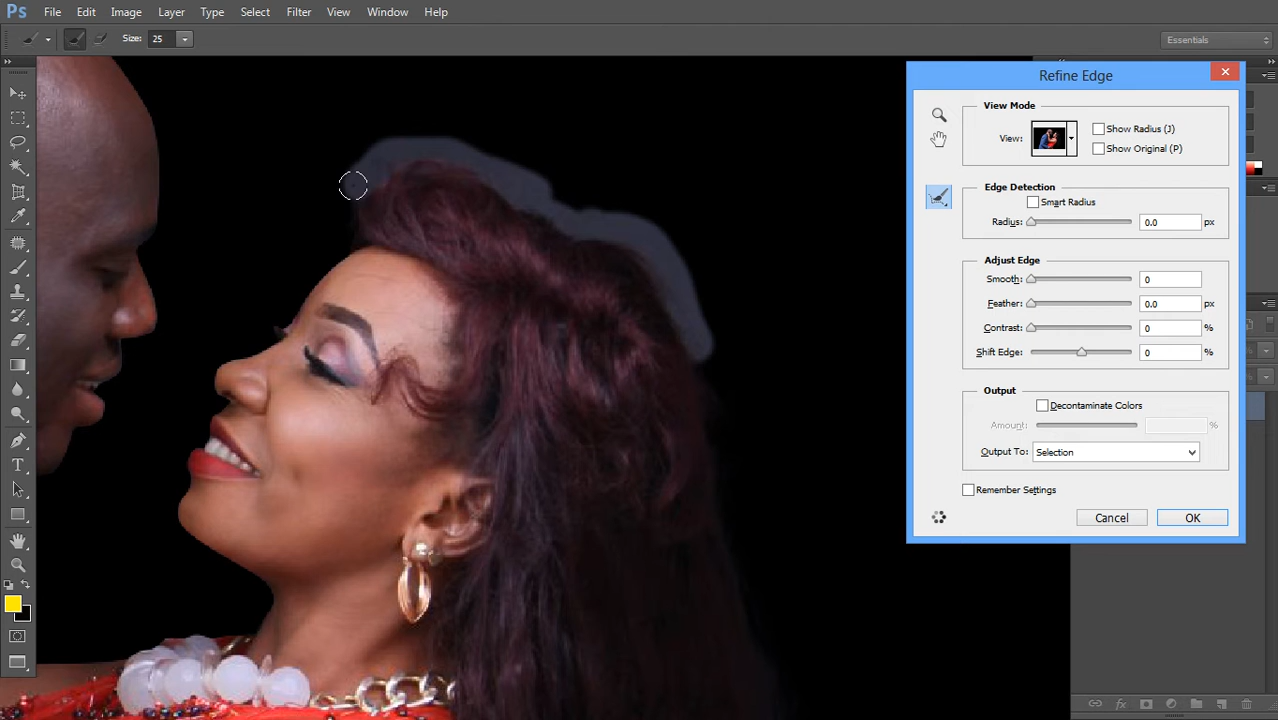 Ps File Edit Image Layer Type Select Filter View Window Help
Size: 25
Essentials
Refine Edge
View Mode
View:
Show Radius (J)
Show Original (P)
Edge Detection
Smart Radius
Radius: 0.0 px
Adjust Edge
Smooth: 0
Feather: 0.0 px
Contrast: 0 %
Shift Edge: 0 %
Output
Decontaminate Colors
Amount: %
Output To: Selection
Remember Settings
Cancel OK
fx